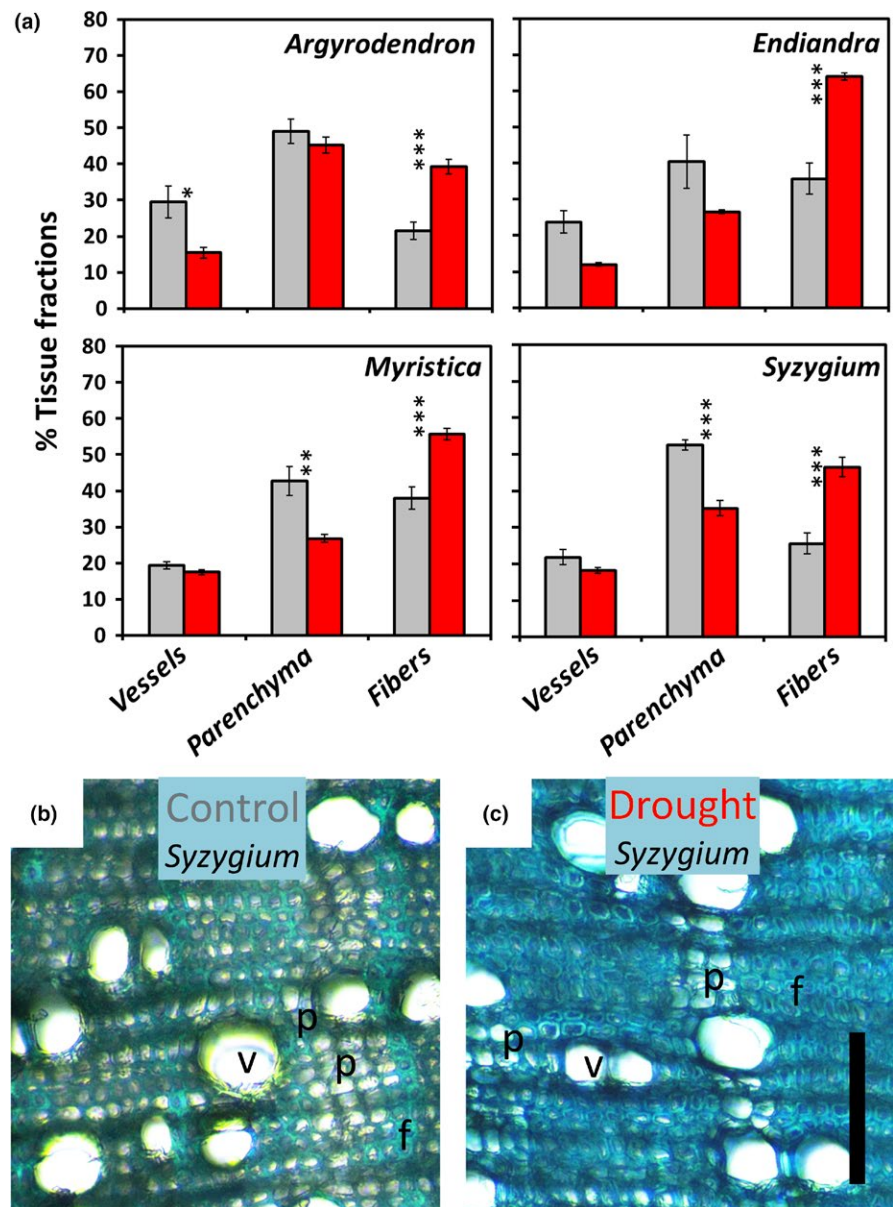 (a)
% Tissue fractions
80
70
60
50
40
30
20
10
0
Argyrodendron
*
***
Endiandra
***
80
70
60
50
40
30
20
10
0
Myristica
**
***
Syzygium
***
***
Vessels
Parenchyma
Fibers
Vessels
Parenchyma
Fibers
(b)
Control
Syzygium
p
v
p
f
(c)
Drought
Syzygium
p
f
p
v